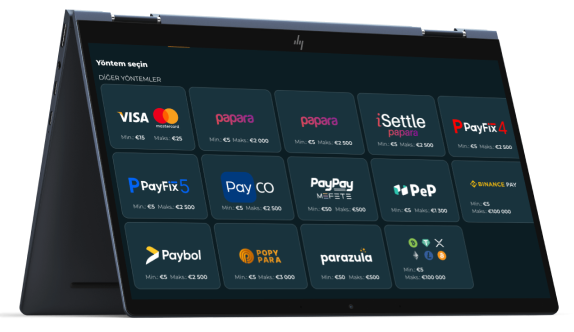 hp
Yöntem seçin
DİĞER YÖNTEMLER
VISA mastercard
Min.: €15 Maks.: €25
papara
Min.: €5 Maks.: €2 000
papara
Min.: €5 Maks.: €2 500
iSettle
papara
Min.: €5 Maks.: €2 500
PPayFix 4
Min.: €5 Maks.: €2 500
PPayFix 5
Min.: €5 Maks.: €2 500
Pay CO
Min.: €5 Maks.: €2 500
PayPay
MEFETE
Min.: €50 Maks.: €500
PeP
Min.: €5 Maks.: €1 300
BINANCE PAY
Min.: €5
Maks.: €100 000
Paybol
Min.: €5 Maks.: €2 500
POPY
PARA
Min.: €5 Maks.: €3 000
parazula
Min.: €50 Maks.: €500
Min.: €5
Maks.: €100 000